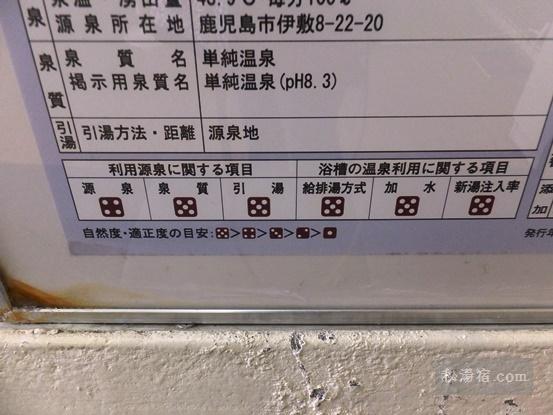 源泉所在地 鹿児島市伊敷8-22-20
泉質
泉質名 単純温泉
掲示用泉質名 単純温泉(pH8.3)
引湯 引湯方法・距離 源泉地
利用源泉に関する項目 浴槽の温泉利用に関する項目
源泉 泉質 引湯 給排湯方式 加水 新湯注入率
加
自然度・適正度の目安: > > > >
発行年
秘湯宿.com